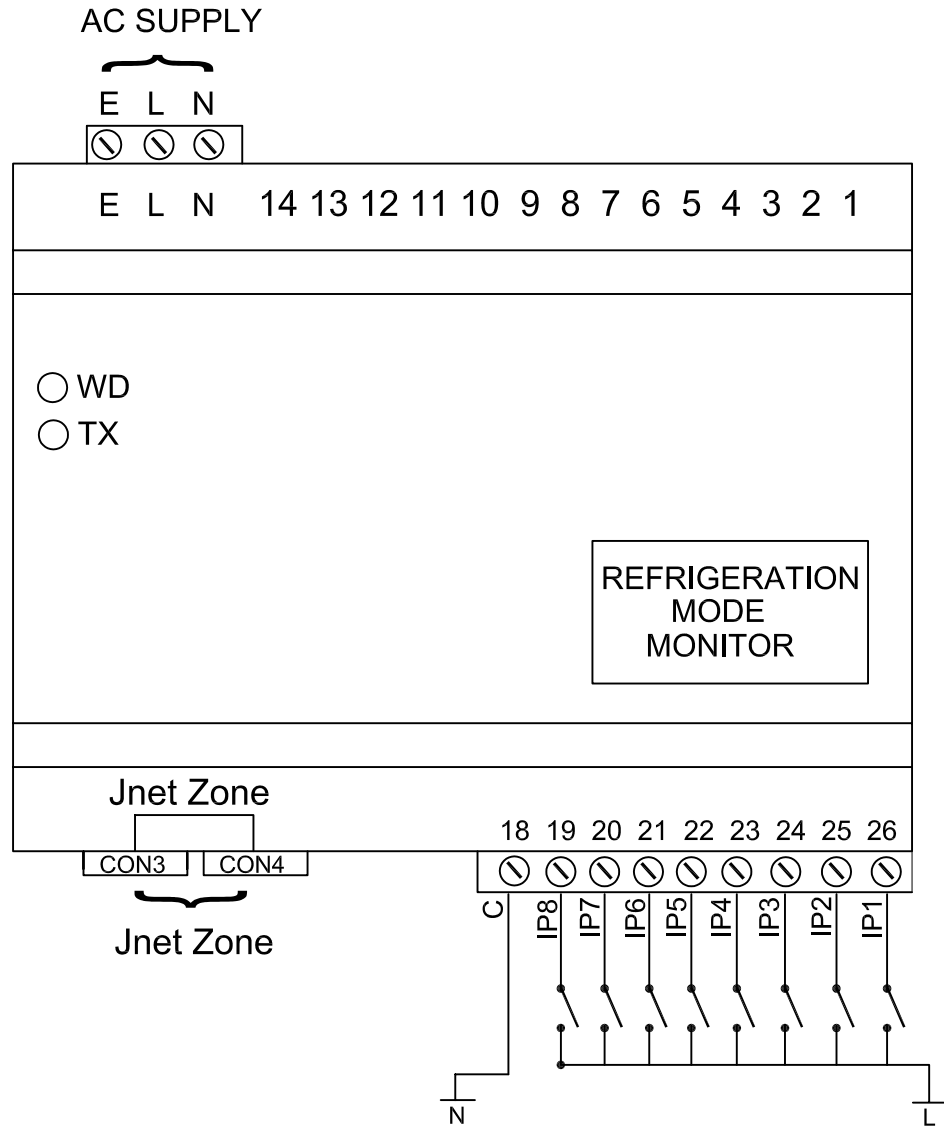 AC SUPPLY
E L N
E L N 14 13 12 11 10 9 8 7 6 5 4 3 2 1
WD
TX
REFRIGERATION
MODE
MONITOR
Jnet Zone
18 19 20 21 22 23 24 25 26
CON3 CON4
C IP8 IP7 IP6 IP5 IP4 IP3 IP2 IP1
Jnet Zone
N L